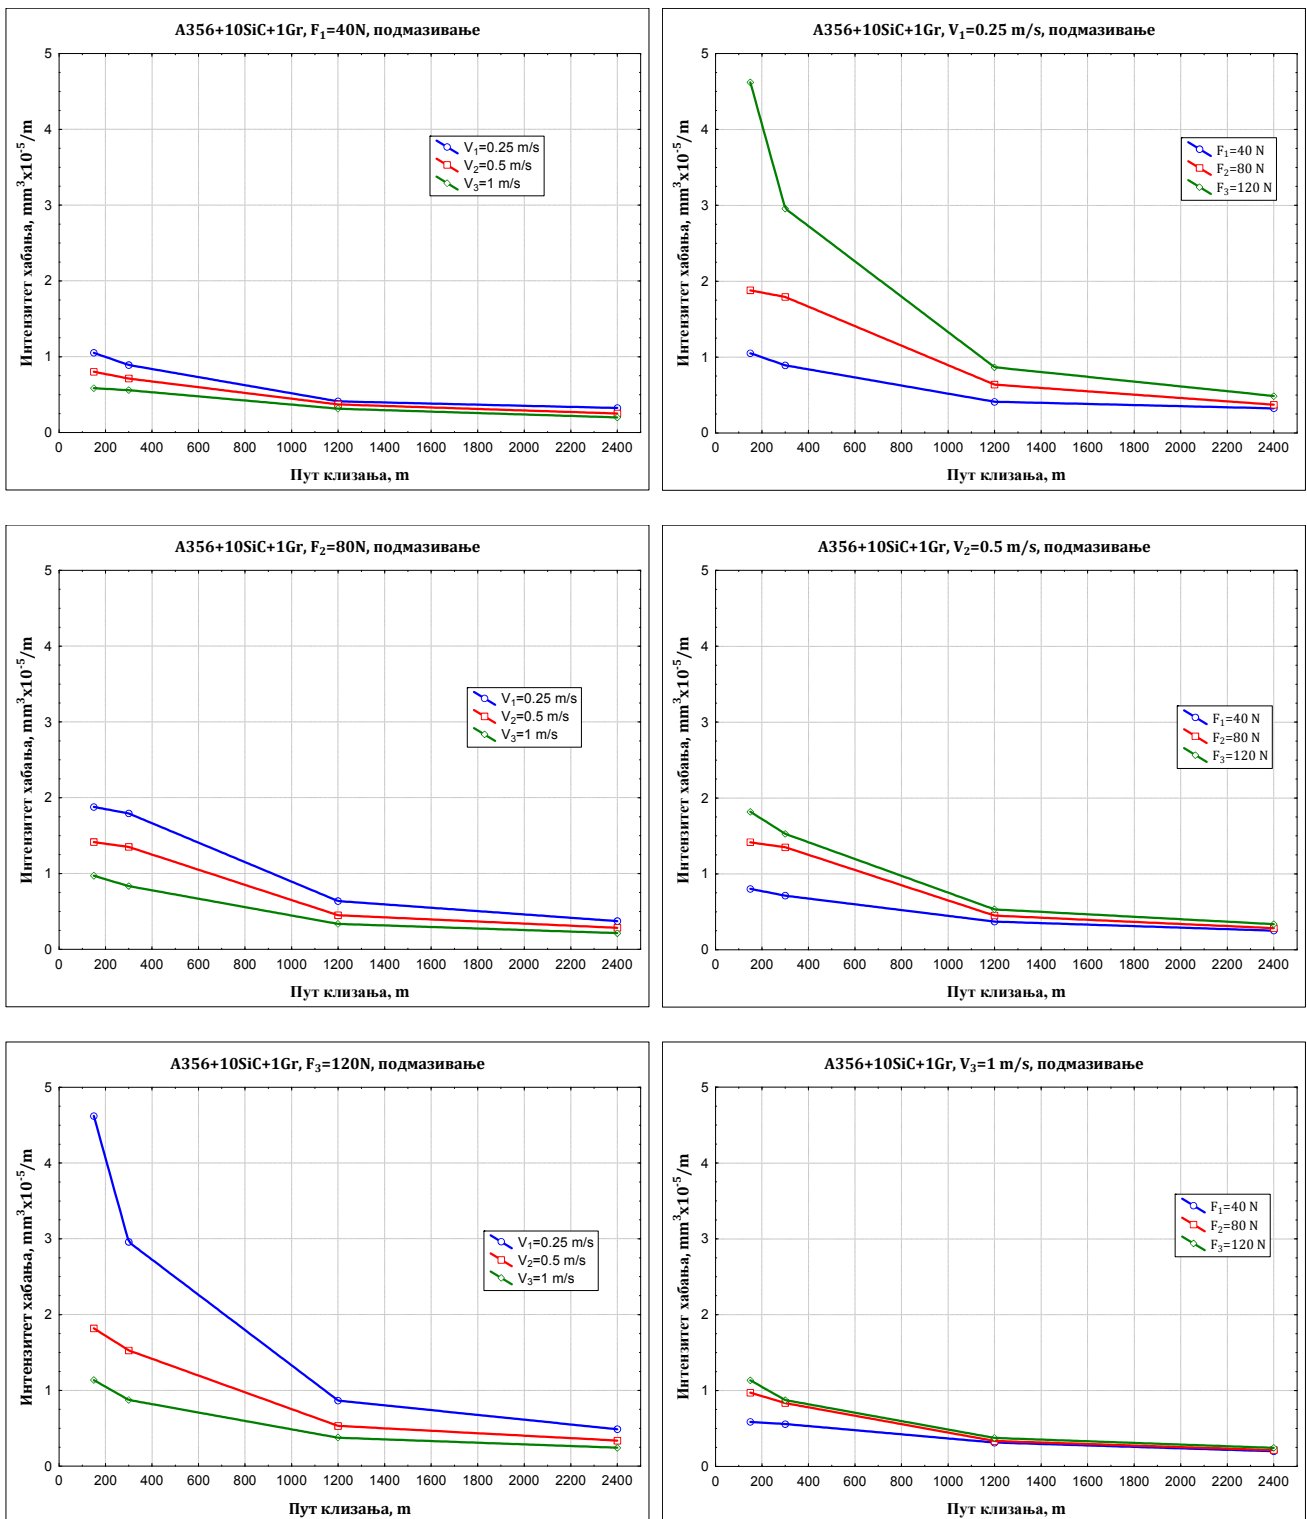 A356+10SiC+1Gr, F₁=40N, подмазивање
Интензитет хабања, mm³x10⁻⁵/m
5
4
3
2
1
0
V₁=0.25 m/s
V₂=0.5 m/s
V₃=1 m/s
0 200 400 600 800 1000 1200 1400 1600 1800 2000 2200 2400
Пут клизања, m
A356+10SiC+1Gr, V₁=0.25 m/s, подмазивање
Интензитет хабања, mm³x10⁻⁵/m
5
4
3
2
1
0
F₁=40 N
F₂=80 N
F₃=120 N
0 200 400 600 800 1000 1200 1400 1600 1800 2000 2200 2400
Пут клизања, m
A356+10SiC+1Gr, F₂=80N, подмазивање
Интензитет хабања, mm³x10⁻⁵/m
5
4
3
2
1
0
V₁=0.25 m/s
V₂=0.5 m/s
V₃=1 m/s
0 200 400 600 800 1000 1200 1400 1600 1800 2000 2200 2400
Пут клизања, m
A356+10SiC+1Gr, V₂=0.5 m/s, подмазивање
Интензитет хабања, mm³x10⁻⁵/m
5
4
3
2
1
0
F₁=40 N
F₂=80 N
F₃=120 N
0 200 400 600 800 1000 1200 1400 1600 1800 2000 2200 2400
Пут клизања, m
A356+10SiC+1Gr, F₃=120N, подмазивање
Интензитет хабања, mm³x10⁻⁵/m
5
4
3
2
1
0
V₁=0.25 m/s
V₂=0.5 m/s
V₃=1 m/s
0 200 400 600 800 1000 1200 1400 1600 1800 2000 2200 2400
Пут клизања, m
A356+10SiC+1Gr, V₃=1 m/s, подмазивање
Интензитет хабања, mm³x10⁻⁵/m
5
4
3
2
1
0
F₁=40 N
F₂=80 N
F₃=120 N
0 200 400 600 800 1000 1200 1400 1600 1800 2000 2200 2400
Пут клизања, m